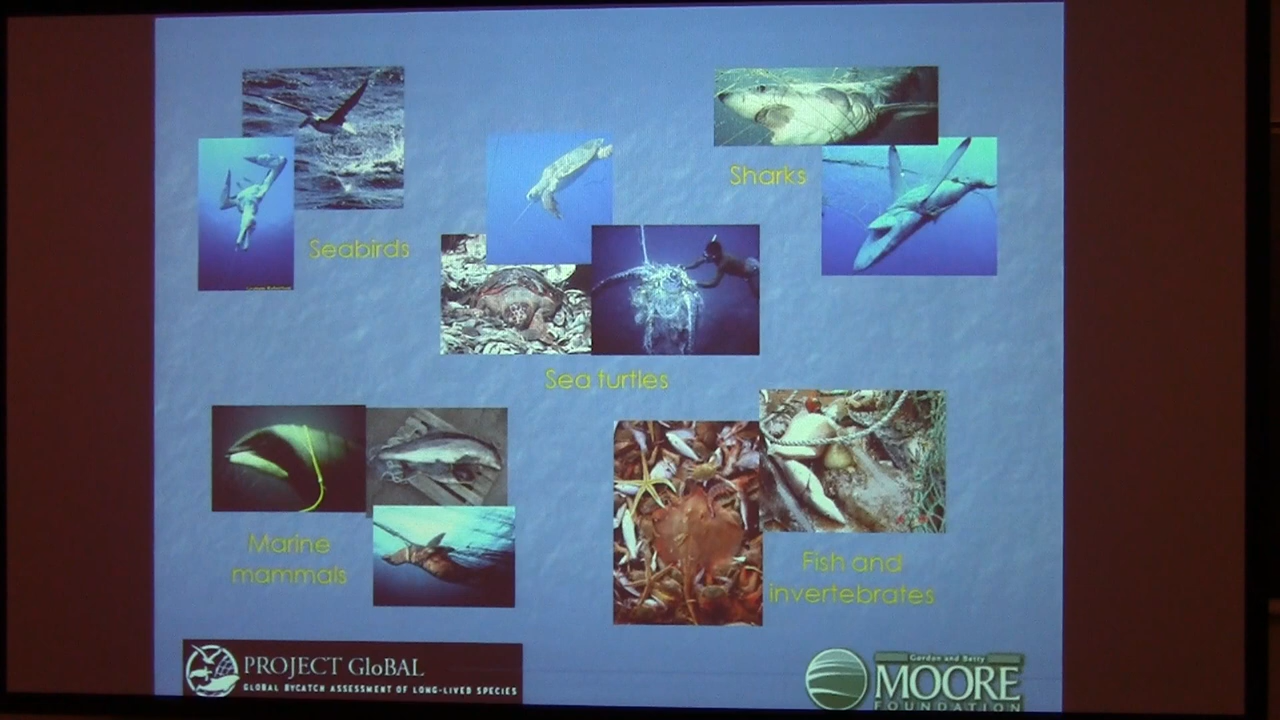 Sharks
Seabirds
Sea turtles
Marine
mammals
Fish and
invertebrates
PROJECT GloBAL
GLOBAL BYCATCH ASSESSMENT OF LONG-LIVED SPECIES
Gordon and Betty
MOORE
FOUNDATION